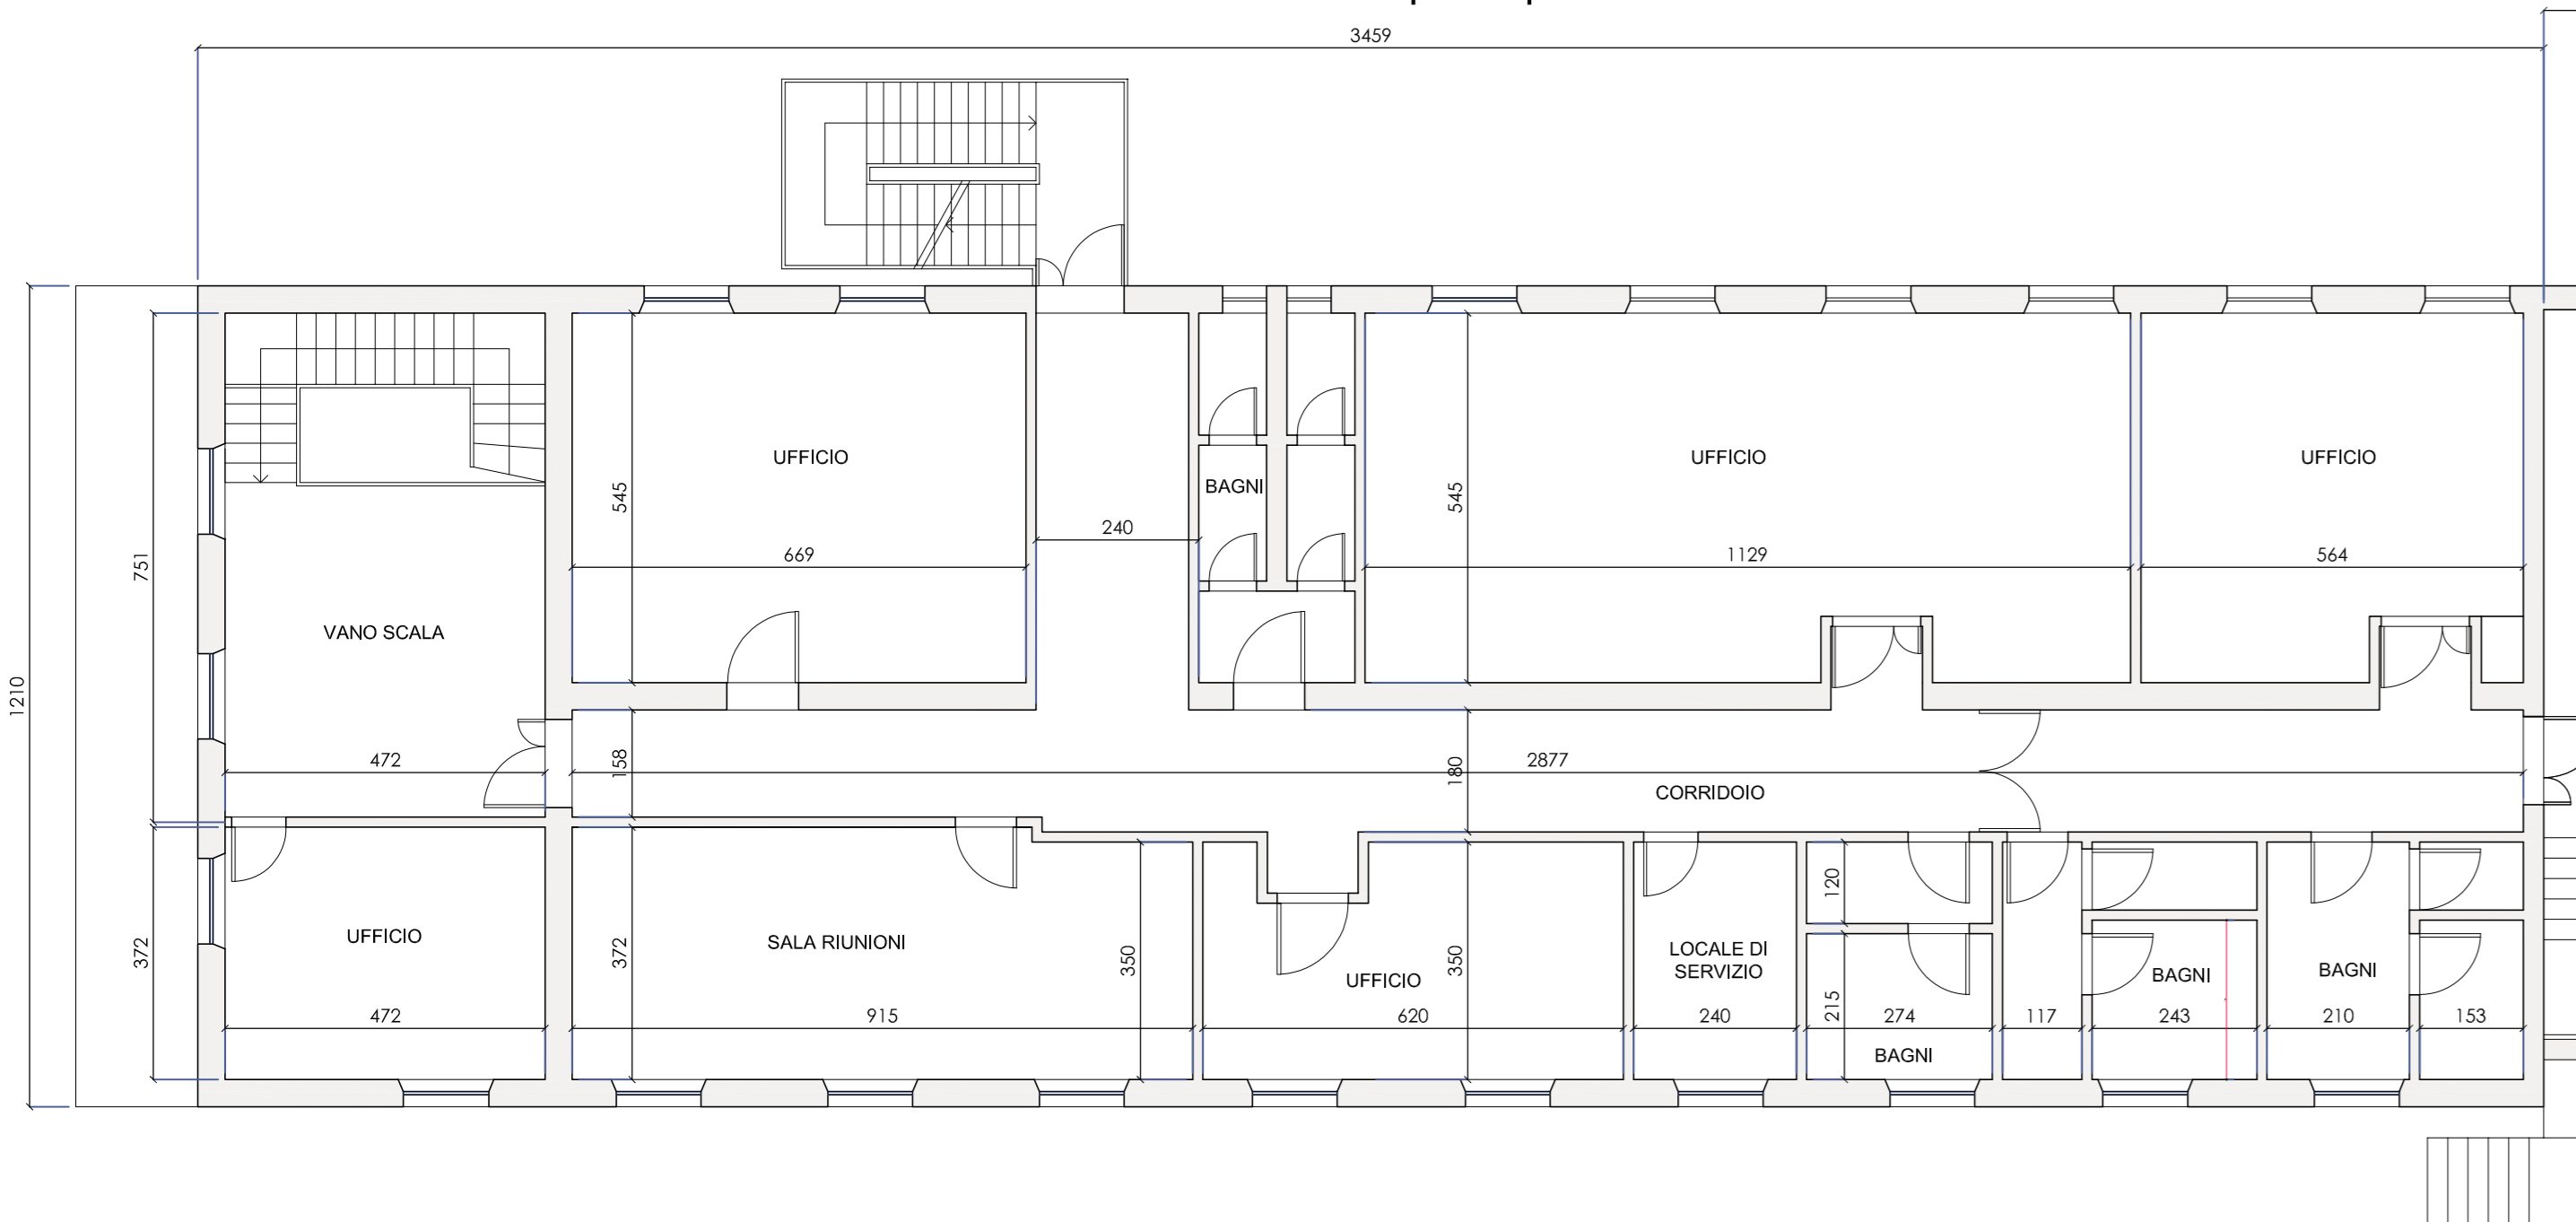 3459
UFFICIO
UFFICIO
UFFICIO
BAGNI
545
545
240
669
1129
564
751
VANO SCALA
1210
158
472
180
2877
CORRIDOIO
120
372
UFFICIO
372
SALA RIUNIONI
350
350
UFFICIO
LOCALE DI
SERVIZIO
BAGNI
BAGNI
215
472
915
620
240
274
117
243
210
153
BAGNI